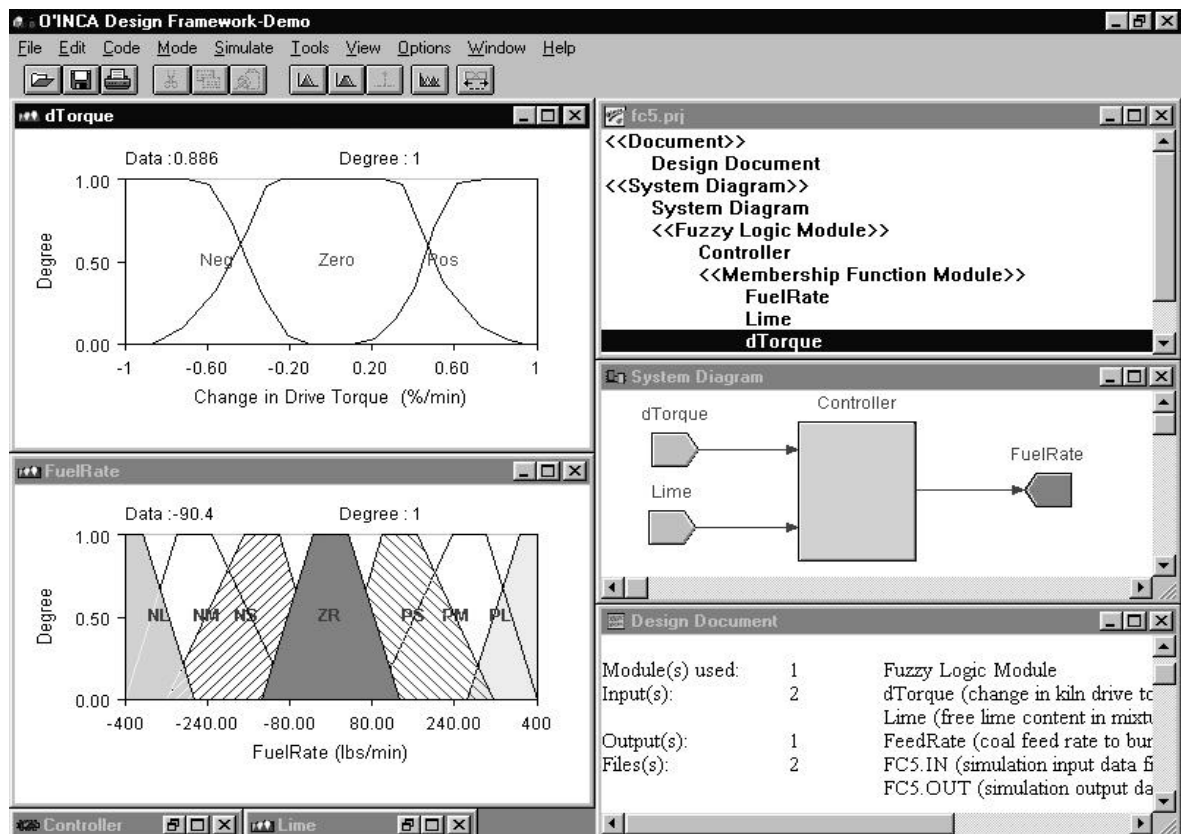 O'INCA Design Framework-Demo
File Edit Code Mode Simulate Tools View Options Window Help
dTorque
Data :0.886 Degree : 1
1.00
0.50
0.00
Degree
Neg Zero Pos
-1 -0.60 -0.20 0.20 0.60 1
Change in Drive Torque (%/min)
FuelRate
Data :-90.4 Degree : 1
1.00
0.50
0.00
Degree
NL NM NS ZR PS PM PL
-400 -240.00 -80.00 80.00 240.00 400
FuelRate (lbs/min)
Controller
Lime
fc5.prj
<<Document>>
Design Document
<<System Diagram>>
System Diagram
<<Fuzzy Logic Module>>
Controller
<<Membership Function Module>>
FuelRate
Lime
dTorque
System Diagram
dTorque
Controller
FuelRate
Lime
Design Document
Module(s) used: 1 Fuzzy Logic Module
Input(s): 2 dTorque (change in kiln drive to
Lime (free lime content in mixtu
Output(s): 1 FeedRate (coal feed rate to bur
Files(s): 2 FC5.IN (simulation input data fi
FC5.OUT (simulation output da